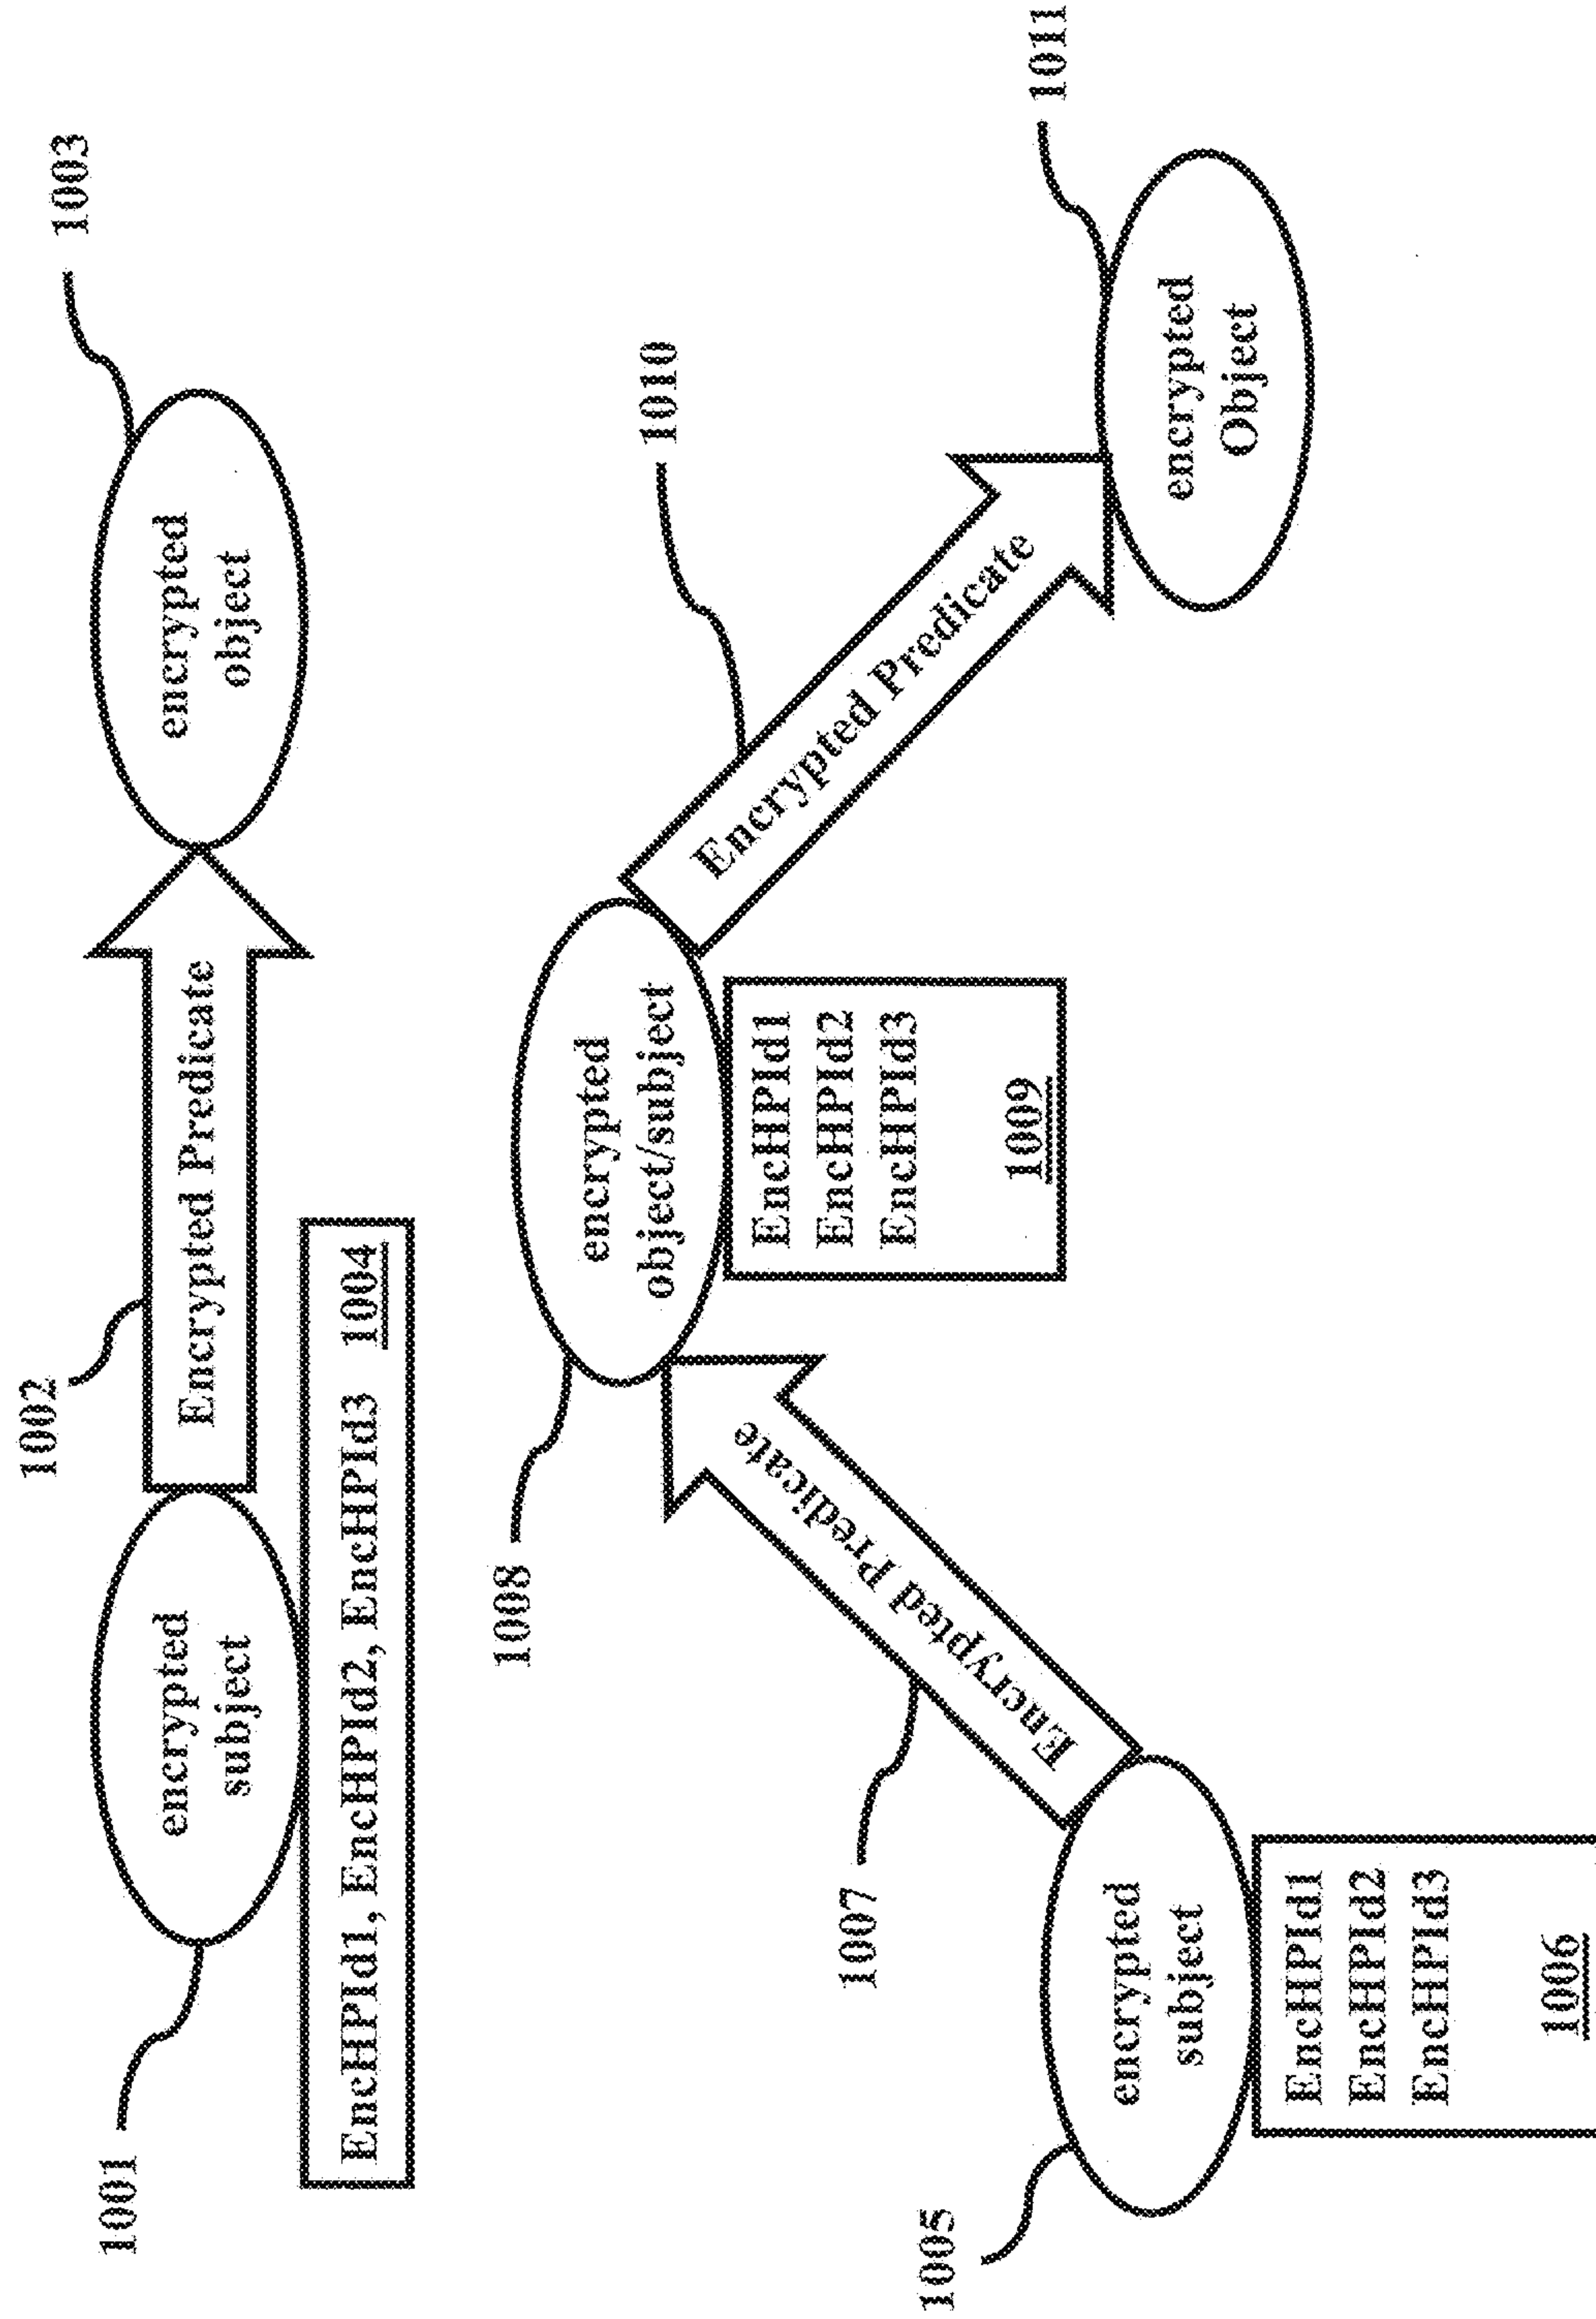 1002
1003
1001
encrypted
subject
Encrypted Predicate
encrypted
object
EncHPId1, EncHPId2, EncHPId3 1004
1008
encrypted
object/subject
1010
EncHPId1
EncHPId2
EncHPId3
1009
1007
Encrypted Predicate
Encrypted Predicate
1005
encrypted
subject
1011
encrypted
Object
EncHPId1
EncHPId2
EncHPId3
1006